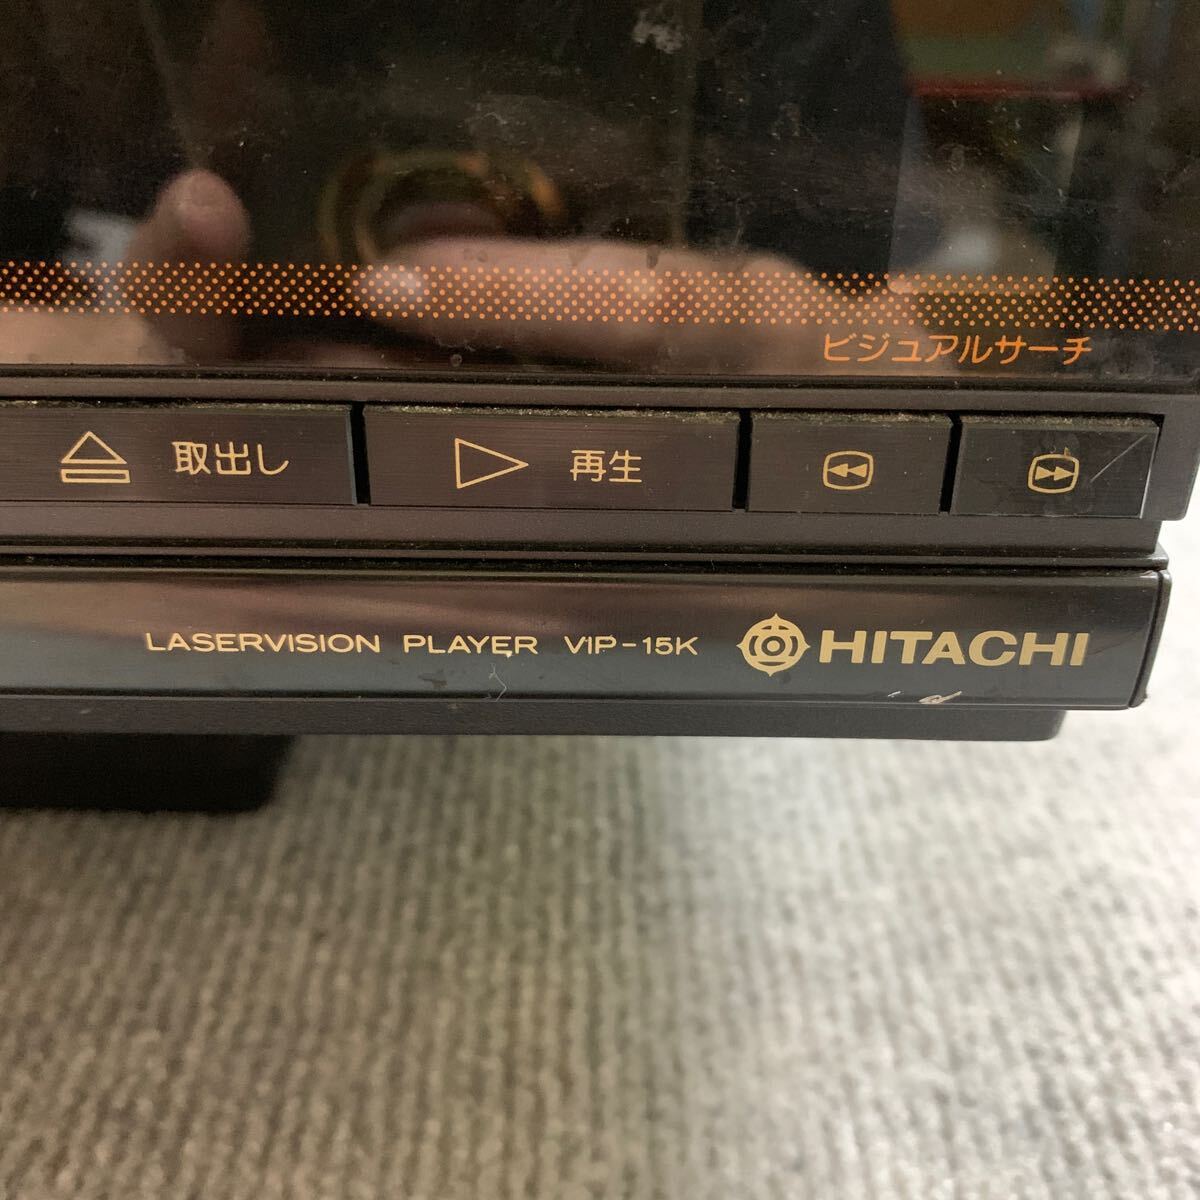 ビジュアルサーチ
取出し 再生
LASERVISION PLAYER VIP-15K HITACHI